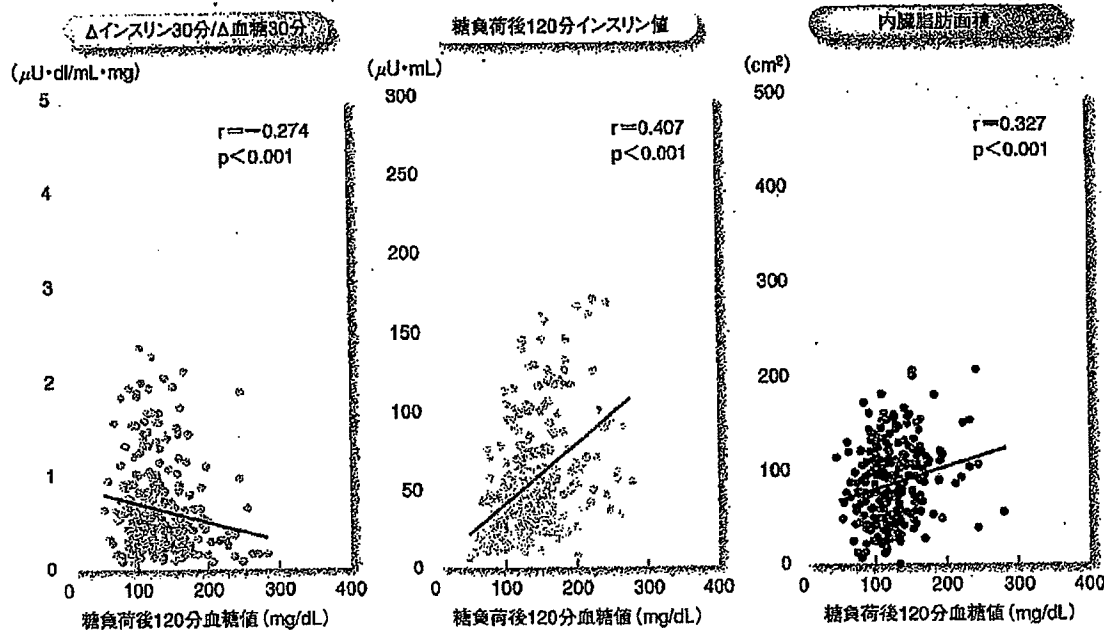 Δインスリン30分/Δ血糖30分
(μU・dl/mL・mg)
5
4
3
2
1
0
r=-0.274
p<0.001
0 100 200 300 400
糖負荷後120分血糖値(mg/dL)
糖負荷後120分インスリン値
(μU・mL)
300
250
200
150
100
50
0
r=0.407
p<0.001
0 100 200 300 400
糖負荷後120分血糖値(mg/dL)
内臓脂肪面積
(cm²)
500
400
300
200
100
0
r=0.327
p<0.001
0 100 200 300 400
糖負荷後120分血糖値(mg/dL)